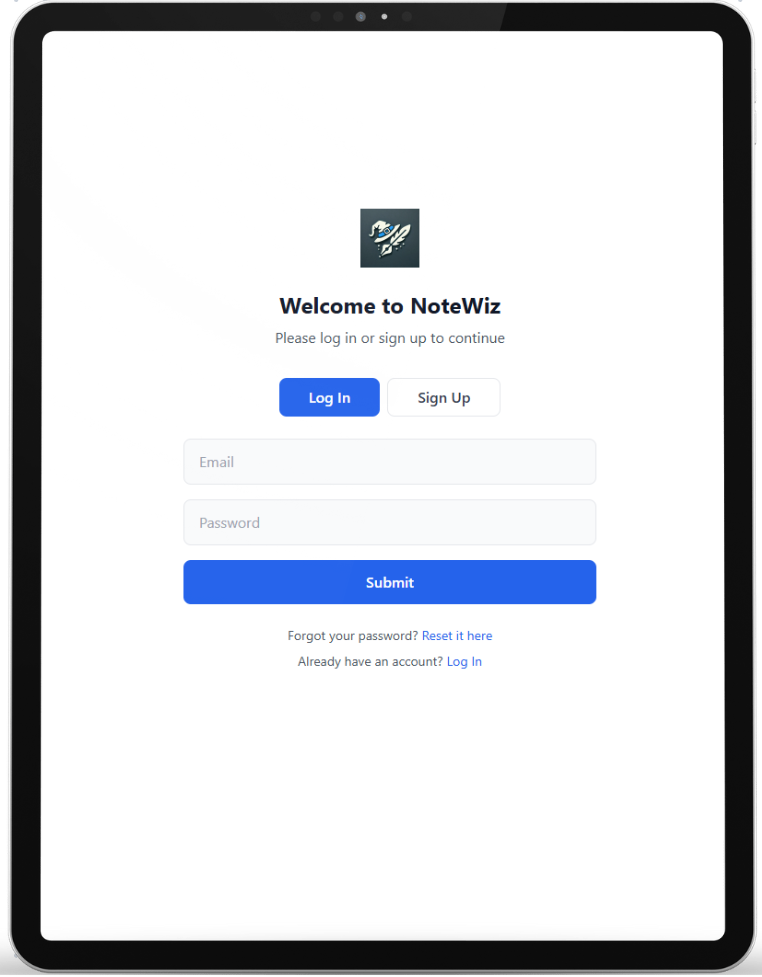 Welcome to NoteWiz
Please log in or sign up to continue
Log In Sign Up
Email
Password
Submit
Forgot your password? Reset it here
Already have an account? Log In